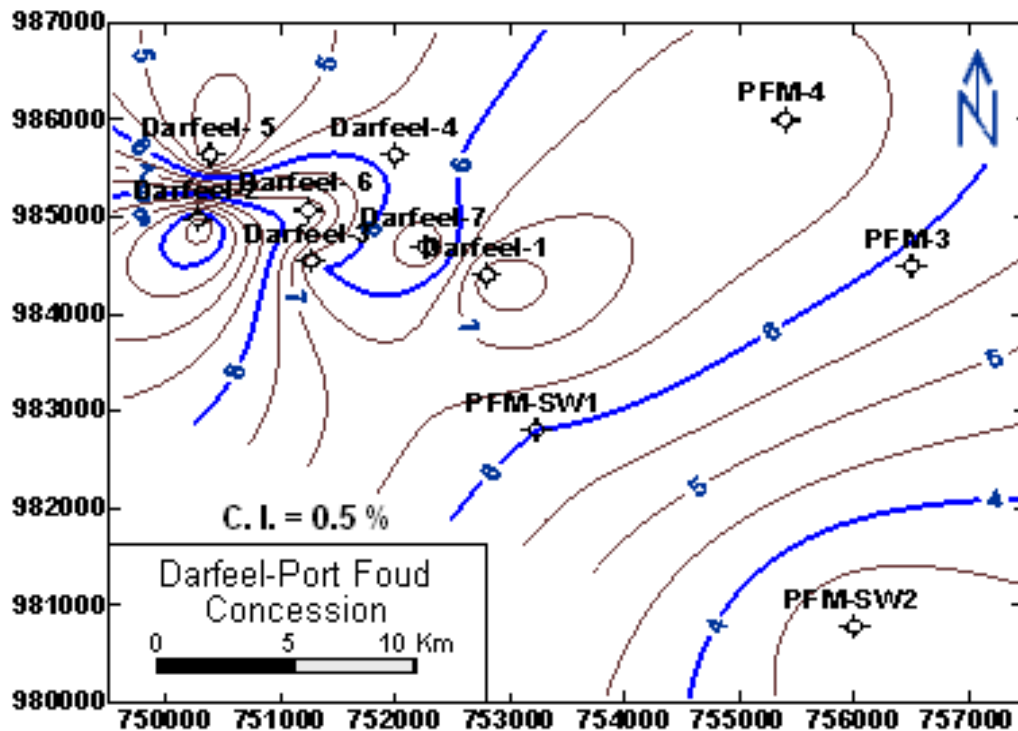 987000
986000
985000
984000
983000
982000
981000
980000
750000
751000
752000
753000
754000
755000
756000
757000
N
5
5
6
Darfeel- 5
Darfeel-4
PFM-4
6
Darfeel- 6
Darfeel-7
Darfeel-3
Darfeel-1
PFM-3
7
1
6
5
8
PFM-SW1
8
5
4
4
PFM-SW2
C. I. = 0.5 %
Darfeel-Port Foud
Concession
0 5 10 Km